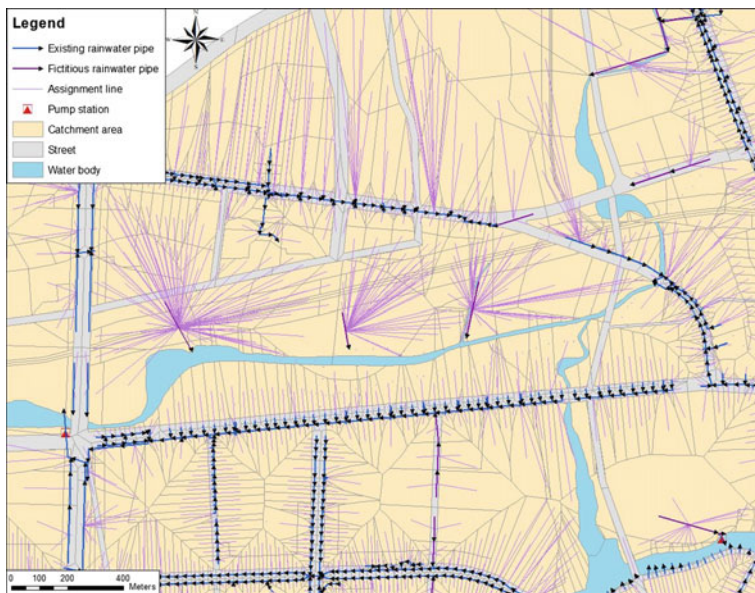 Legend
Existing rainwater pipe
Fictitious rainwater pipe
Assignment line
Pump station
Catchment area
Street
Water body
0 100 200 400
Meters